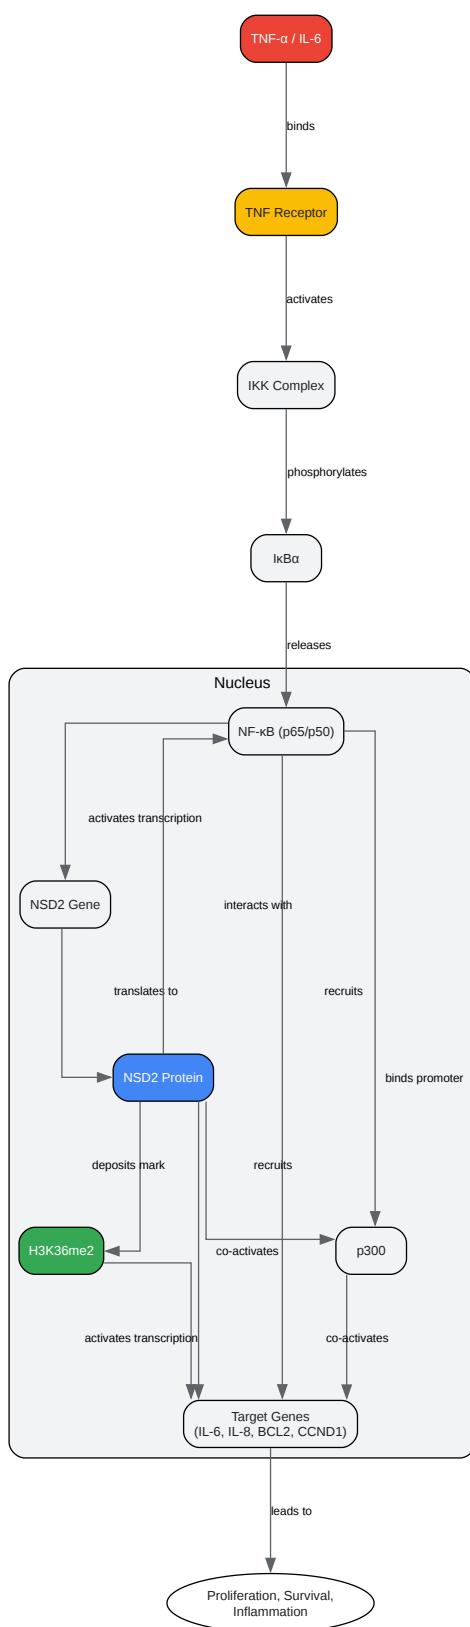 TNF-α / IL-6
binds
TNF Receptor
activates
IKK Complex
phosphorylates
IκBα
releases
Nucleus
NF-κB (p65/p50)
activates transcription
NSD2 Gene
interacts with
translates to
recruits
NSD2 Protein
binds promoter
deposits mark
recruits
H3K36me2
co-activates
p300
activates transcription
co-activates
Target Genes
(IL-6, IL-8, BCL2, CCND1)
leads to
Proliferation, Survival,
Inflammation